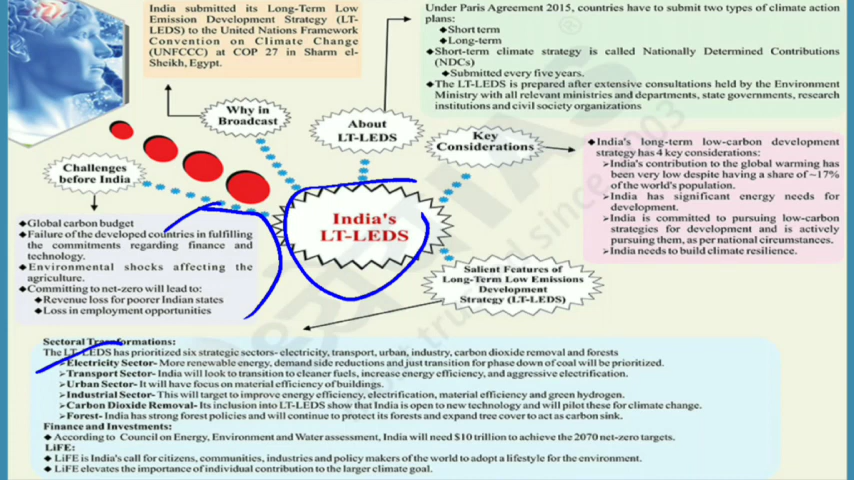 India submitted its Long-Term Low
Emission Development Strategy (LT-
LEDS) to the United Nations Framework
Convention on Climate Change
(UNFCCC) at COP 27 in Sharm el-
Sheikh, Egypt.
Under Paris Agreement 2015, countries have to submit two types of climate action
plans:
Short term
Long-term
Short-term climate strategy is called Nationally Determined Contributions
(NDCs)
Submitted every five years.
The LT-LEDS is prepared after extensive consultations held by the Environment
Ministry with all relevant ministries and departments, state governments, research
institutions and civil society organizations
Why in
Broadcast
About
LT-LEDS
Key
Considerations
India's long-term low-carbon development
strategy has 4 key considerations:
India's contribution to the global warming has
been very low despite having a share of ~17%
of the world's population.
India has significant energy needs for
development.
India is committed to pursuing low-carbon
strategies for development and is actively
pursuing them, as per national circumstances.
India needs to build climate resilience.
Challenges
before India
Global carbon budget
Failure of the developed countries in fulfilling
the commitments regarding finance and
technology.
Environmental shocks affecting the
agriculture.
Committing to net-zero will lead to:
Revenue loss for poorer Indian states
Loss in employment opportunities
India's
LT-LEDS
Salient Features of
Long-Term Low Emissions
Development
Strategy (LT-LEDS)
Sectoral Transformations:
The LT-LEDS has prioritized six strategic sectors- electricity, transport, urban, industry, carbon dioxide removal and forests
Electricity Sector- More renewable energy, demand side reductions and just transition for phase down of coal will be prioritized.
Transport Sector- India will look to transition to cleaner fuels, increase energy efficiency, and aggressive electrification.
Urban Sector- It will have focus on material efficiency of buildings.
Industrial Sector- This will target to improve energy efficiency, electrification, material efficiency and green hydrogen.
Carbon Dioxide Removal- Its inclusion into LT-LEDS show that India is open to new technology and will pilot these for climate change.
Forest- India has strong forest policies and will continue to protect its forests and expand tree cover to act as carbon sink.
Finance and Investments:
According to Council on Energy, Environment and Water assessment, India will need $10 trillion to achieve the 2070 net-zero targets.
LiFE:
LiFE is India's call for citizens, communities, industries and policy makers of the world to adopt a lifestyle for the environment.
LiFE elevates the importance of individual contribution to the larger climate goal.